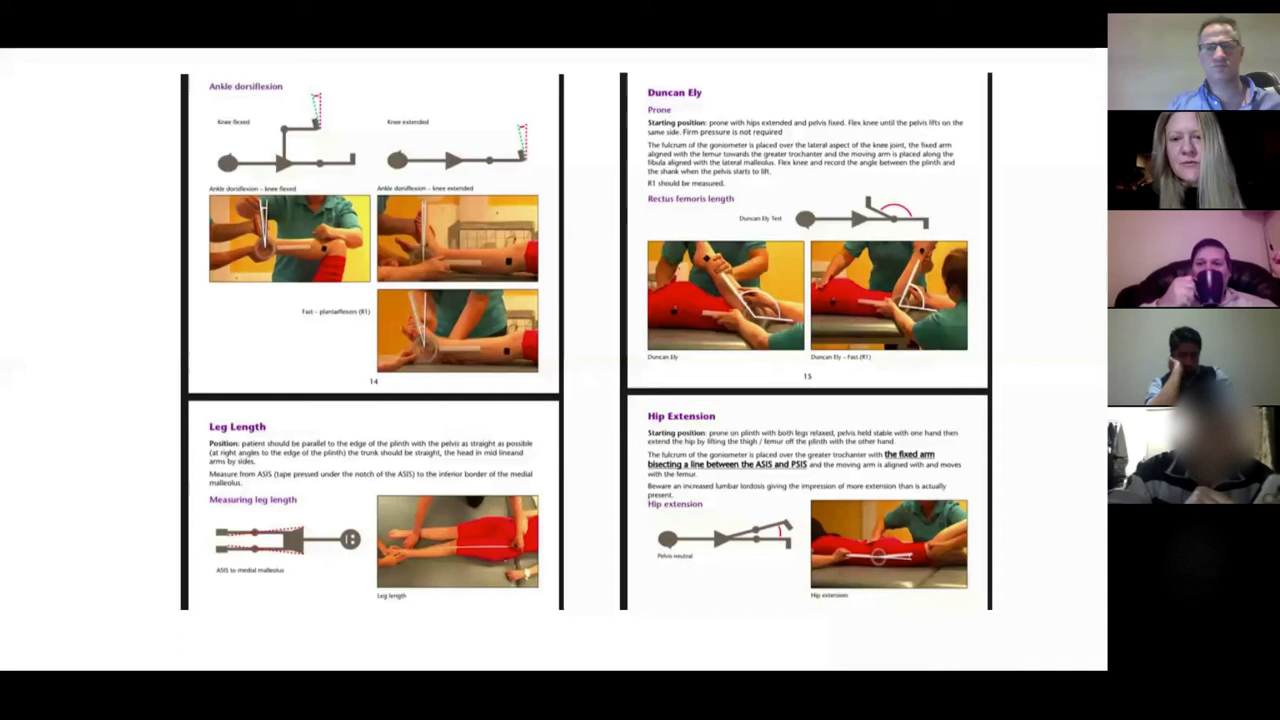 Ankle dorsiflexion
Knee flexed
Knee extended
Ankle dorsiflexion – knee flexed
Ankle dorsiflexion – knee extended
Fast – plantarflexors (R1)
14
Leg Length
Position: patient should be parallel to the edge of the plinth with the pelvis as straight as possible
(at right angles to the edge of the plinth) the trunk should be straight, the head in mid lineand
arms by sides.
Measure from ASIS (tape pressed under the notch of the ASIS) to the inferior border of the medial
malleolus.
Measuring leg length
ASIS to medial malleolus
Leg length
Duncan Ely
Prone
Starting position: prone with hips extended and pelvis fixed. Flex knee until the pelvis lifts on the
same side. Firm pressure is not required
The fulcrum of the goniometer is placed over the lateral aspect of the knee joint, the fixed arm
aligned with the femur towards the greater trochanter and the moving arm is placed along the
fibula aligned with the lateral malleolus. Flex knee and record the angle between the plinth and
the shank when the pelvis starts to lift.
R1 should be measured.
Rectus femoris length
Duncan Ely Test
Duncan Ely
Duncan Ely – Fast (R1)
15
Hip Extension
Starting position: prone on plinth with both legs relaxed, pelvis held stable with one hand then
extend the hip by lifting the thigh / femur off the plinth with the other hand.
The fulcrum of the goniometer is placed over the greater trochanter with the fixed arm
bisecting a line between the ASIS and PSIS and the moving arm is aligned with and moves
with the femur.
Beware an increased lumbar lordosis giving the impression of more extension than is actually
present.
Hip extension
Pelvis neutral
Hip extension